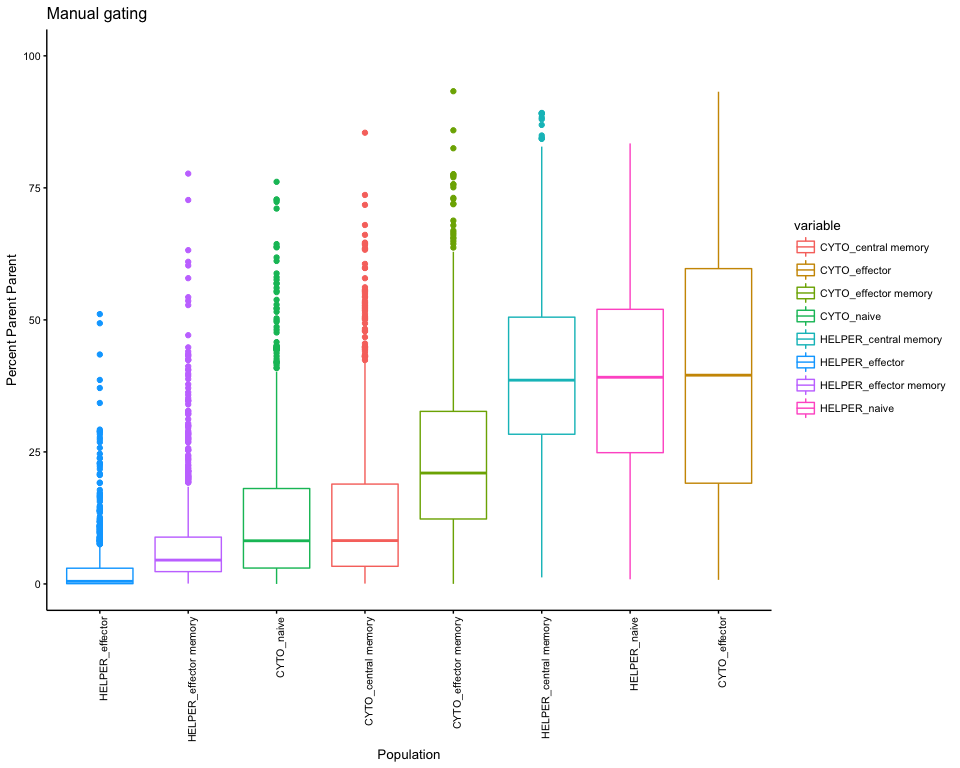 Manual gating
Percent Parent Parent
100
75
50
25
0
HELPER_effector
HELPER_effector memory
CYTO_naive
CYTO_central memory
CYTO_effector memory
HELPER_central memory
HELPER_naive
CYTO_effector
Population
variable
CYTO_central memory
CYTO_effector
CYTO_effector memory
CYTO_naive
HELPER_central memory
HELPER_effector
HELPER_effector memory
HELPER_naive